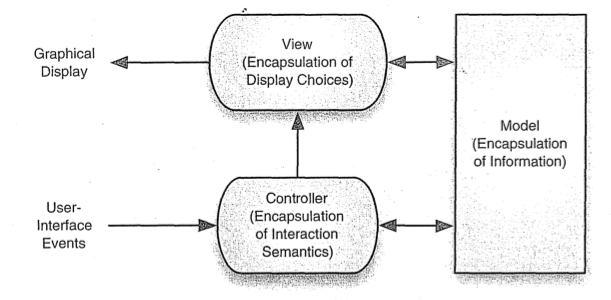 Graphical
Display
View
(Encapsulation of
Display Choices)
Model
(Encapsulation
of Information)
User-
Interface
Events
Controller
(Encapsulation
of Interaction
Semantics)